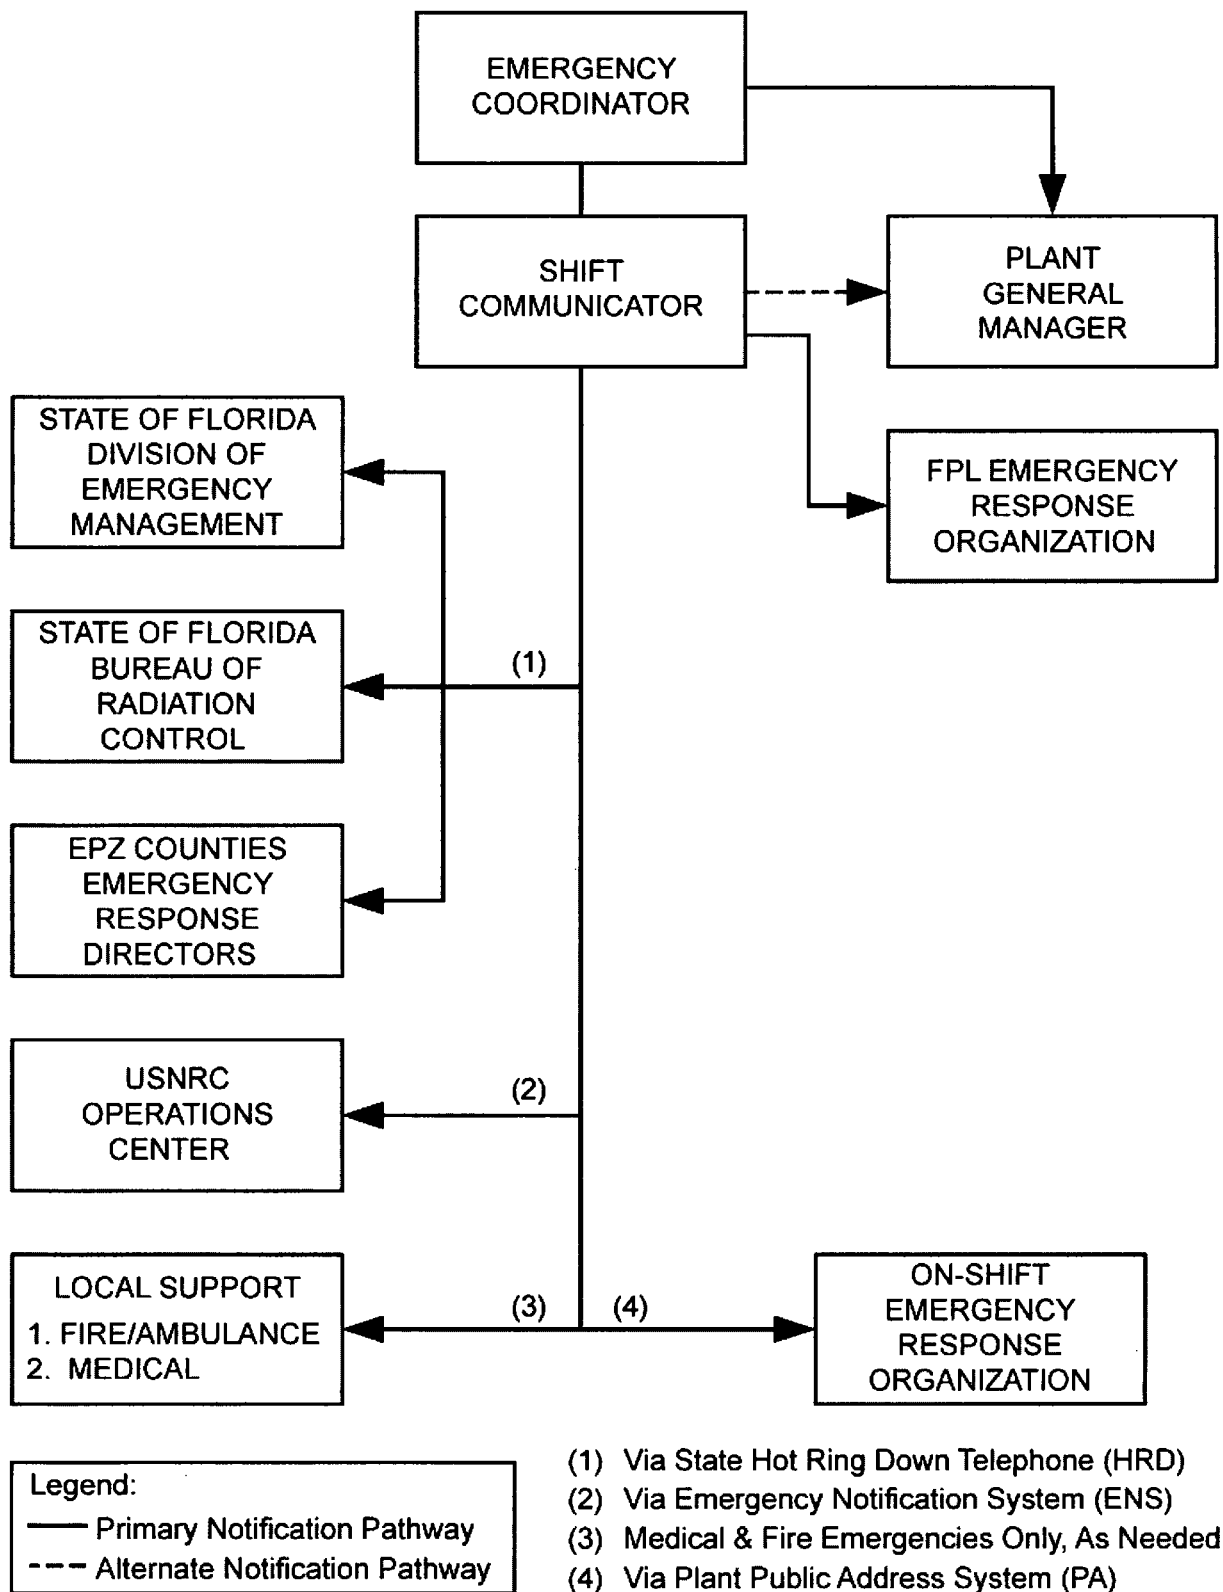 EMERGENCY
COORDINATOR
SHIFT
COMMUNICATOR
PLANT
GENERAL
MANAGER
STATE OF FLORIDA
DIVISION OF
EMERGENCY
MANAGEMENT
FPL EMERGENCY
RESPONSE
ORGANIZATION
STATE OF FLORIDA
BUREAU OF
RADIATION
CONTROL
(1)
EPZ COUNTIES
EMERGENCY
RESPONSE
DIRECTORS
USNRC
OPERATIONS
CENTER
(2)
LOCAL SUPPORT
1. FIRE/AMBULANCE
2. MEDICAL
(3)
(4)
ON-SHIFT
EMERGENCY
RESPONSE
ORGANIZATION
Legend:
Primary Notification Pathway
Alternate Notification Pathway
(1) Via State Hot Ring Down Telephone (HRD)
(2) Via Emergency Notification System (ENS)
(3) Medical & Fire Emergencies Only, As Needed
(4) Via Plant Public Address System (PA)